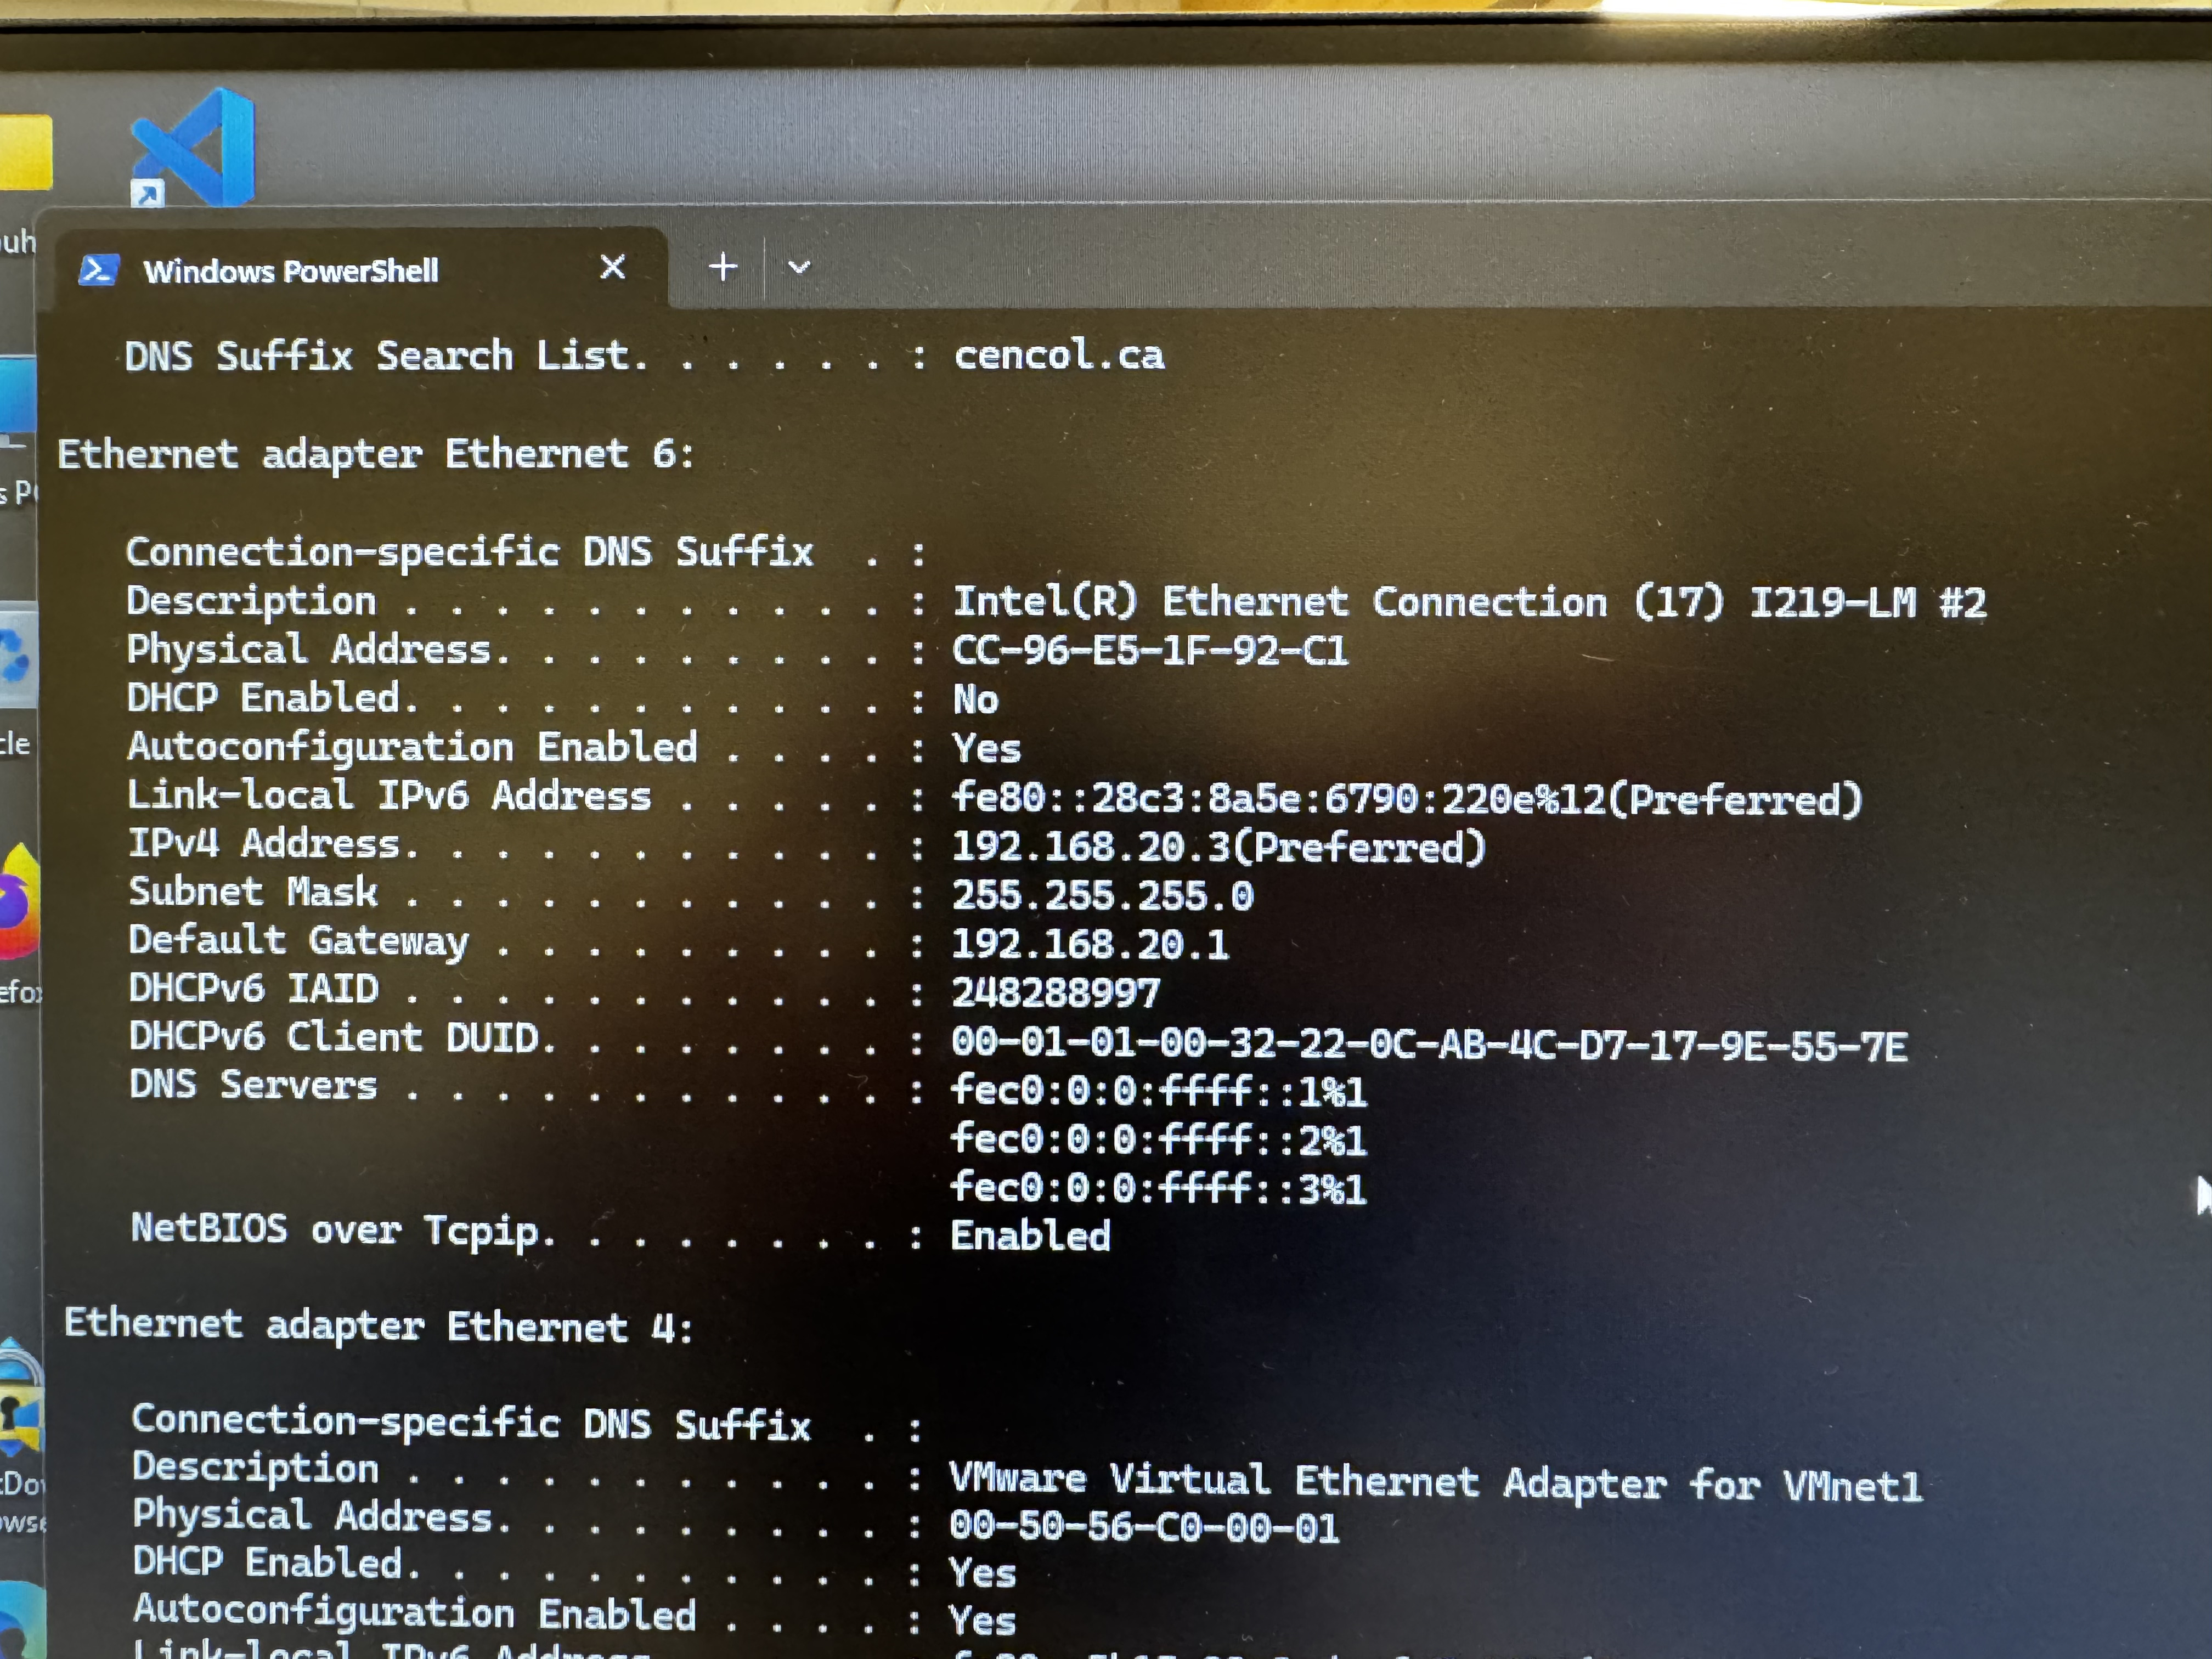 Windows PowerShell
DNS Suffix Search List. . . . . . : cencol.ca
Ethernet adapter Ethernet 6:
Connection-specific DNS Suffix  . :
Description . . . . . . . . . . . : Intel(R) Ethernet Connection (17) I219-LM #2
Physical Address. . . . . . . . . : CC-96-E5-1F-92-C1
DHCP Enabled. . . . . . . . . . . : No
Autoconfiguration Enabled . . . . : Yes
Link-local IPv6 Address . . . . . : fe80::28c3:8a5e:6790:220e%12(Preferred)
IPv4 Address. . . . . . . . . . . : 192.168.20.3(Preferred)
Subnet Mask . . . . . . . . . . . : 255.255.255.0
Default Gateway . . . . . . . . . : 192.168.20.1
DHCPv6 IAID . . . . . . . . . . . : 248288997
DHCPv6 Client DUID. . . . . . . . : 00-01-01-00-32-22-0C-AB-4C-D7-17-9E-55-7E
DNS Servers . . . . . . . . . . . : fec0:0:0:ffff::1%1
fec0:0:0:ffff::2%1
fec0:0:0:ffff::3%1
NetBIOS over Tcpip. . . . . . . . : Enabled
Ethernet adapter Ethernet 4:
Connection-specific DNS Suffix  . :
Description . . . . . . . . . . . : VMware Virtual Ethernet Adapter for VMnet1
Physical Address. . . . . . . . . : 00-50-56-C0-00-01
DHCP Enabled. . . . . . . . . . . : Yes
Autoconfiguration Enabled . . . . : Yes
Link-local IPv6 Address